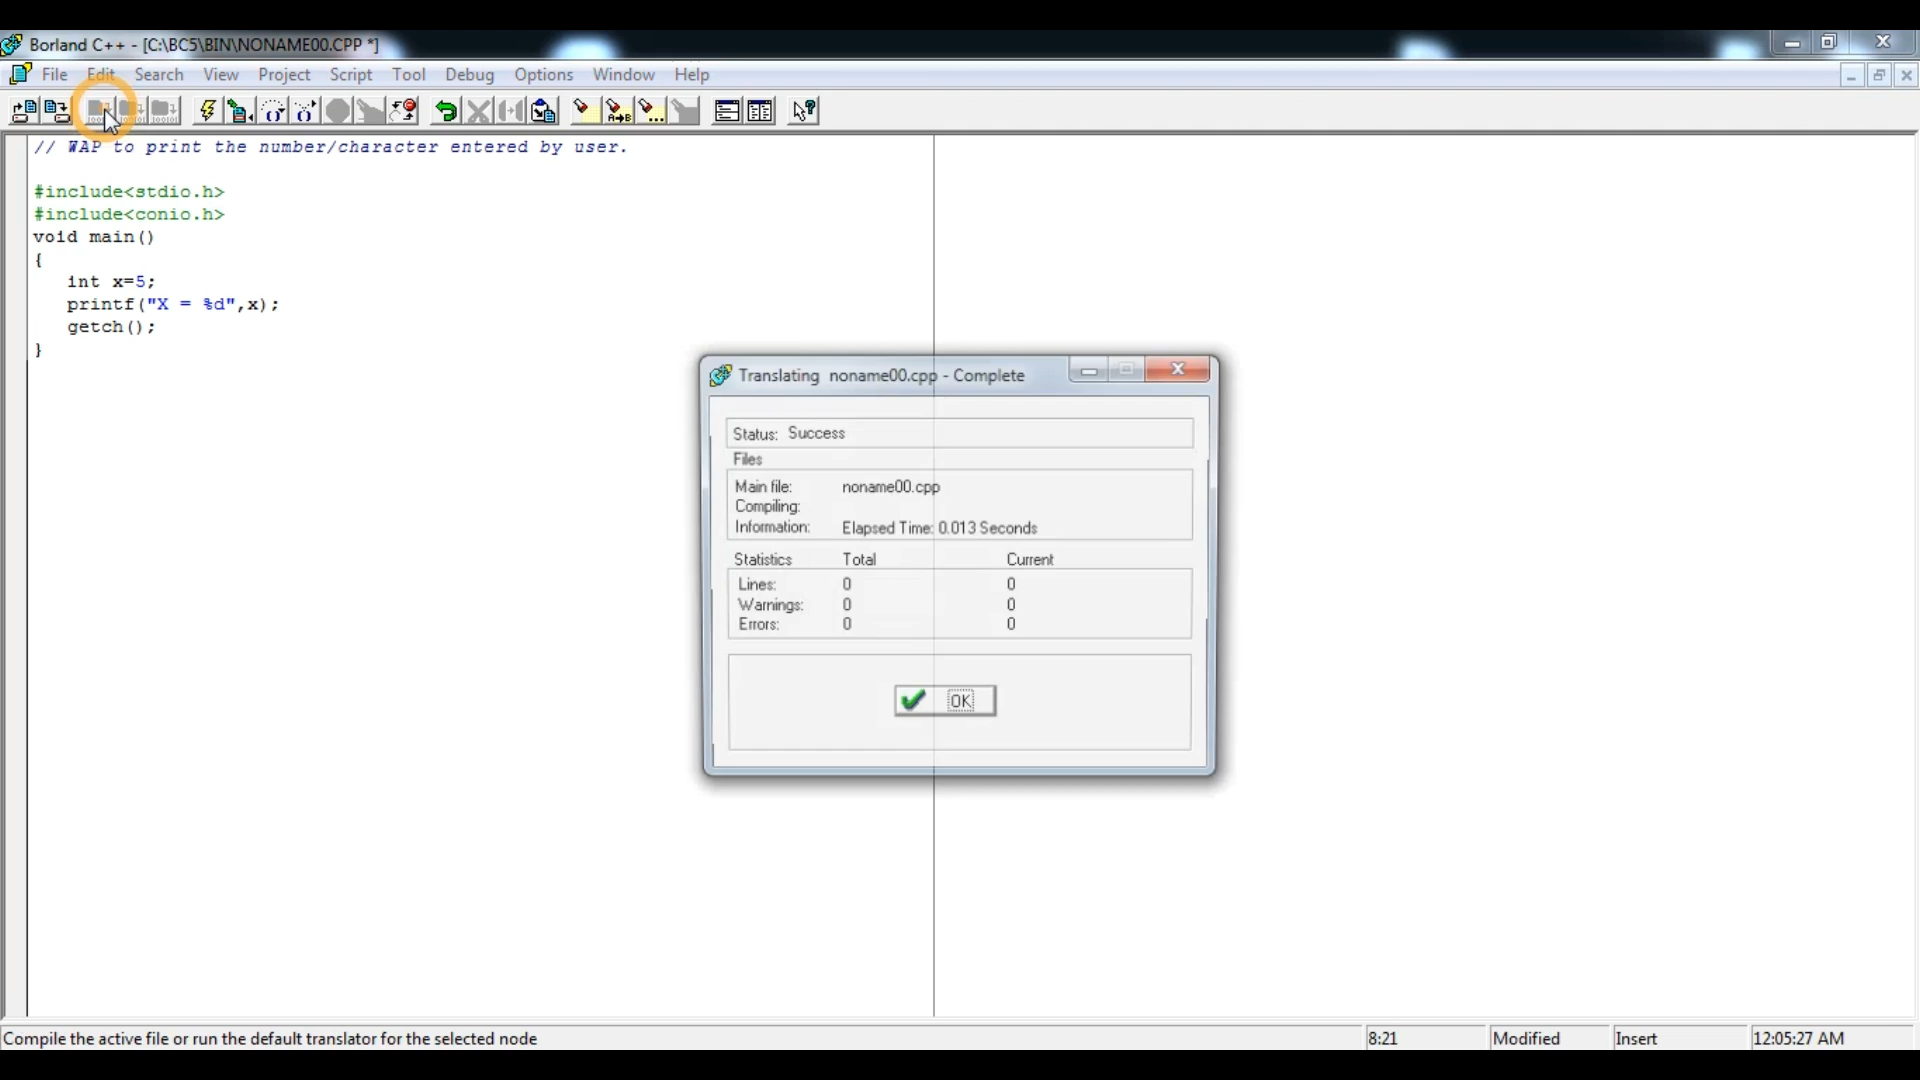 Borland C++ - [C:\BC5\BIN\NONAME00.CPP *]
File Edit Search View Project Script Tool Debug Options Window Help
// WAP to print the number/character entered by user.
#include<stdio.h>
#include<conio.h>
void main()
{
int x=5;
printf("X = %d",x);
getch();
}
Translating noname00.cpp - Complete
Status: Success
Files
Main file: noname00.cpp
Compiling:
Information: Elapsed Time: 0.013 Seconds
Statistics Total Current
Lines: 0 0
Warnings: 0 0
Errors: 0 0
OK
Compile the active file or run the default translator for the selected node 8:21 Modified Insert 12:05:27 AM